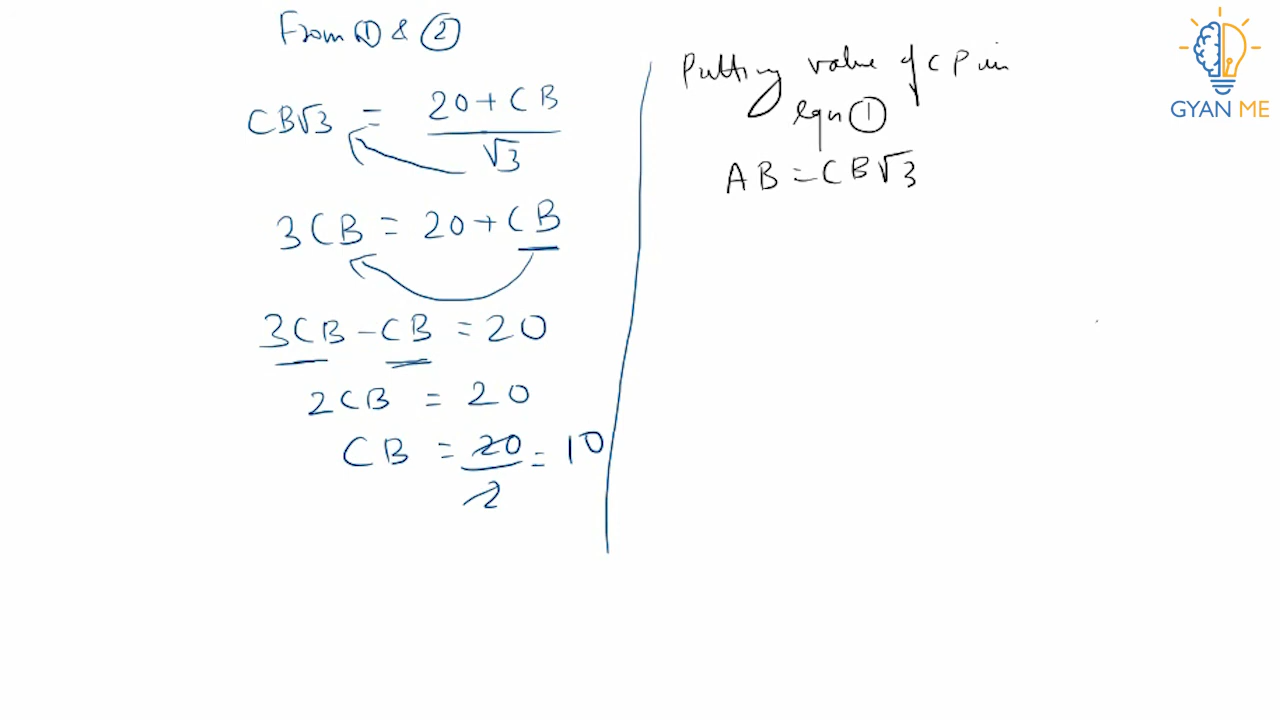 From ① & ②
CB√3 = 20+CB / √3
3CB = 20+CB
3CB - CB = 20
2CB = 20
CB = 20/2 = 10
Putting value of CP in
eqn ①
AB = CB√3
GYAN ME